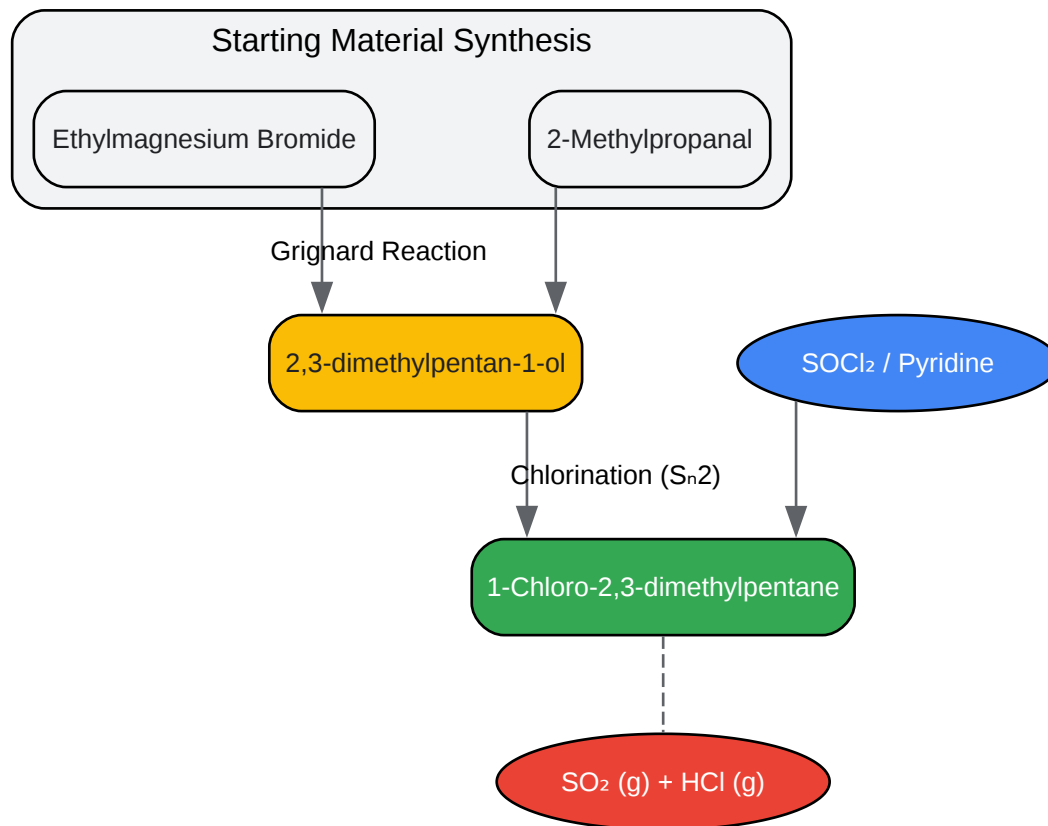 Starting Material Synthesis
Ethylmagnesium Bromide
2-Methylpropanal
Grignard Reaction
2,3-dimethylpentan-1-ol
SOCl₂ / Pyridine
Chlorination (Sₙ2)
1-Chloro-2,3-dimethylpentane
SO₂ (g) + HCl (g)